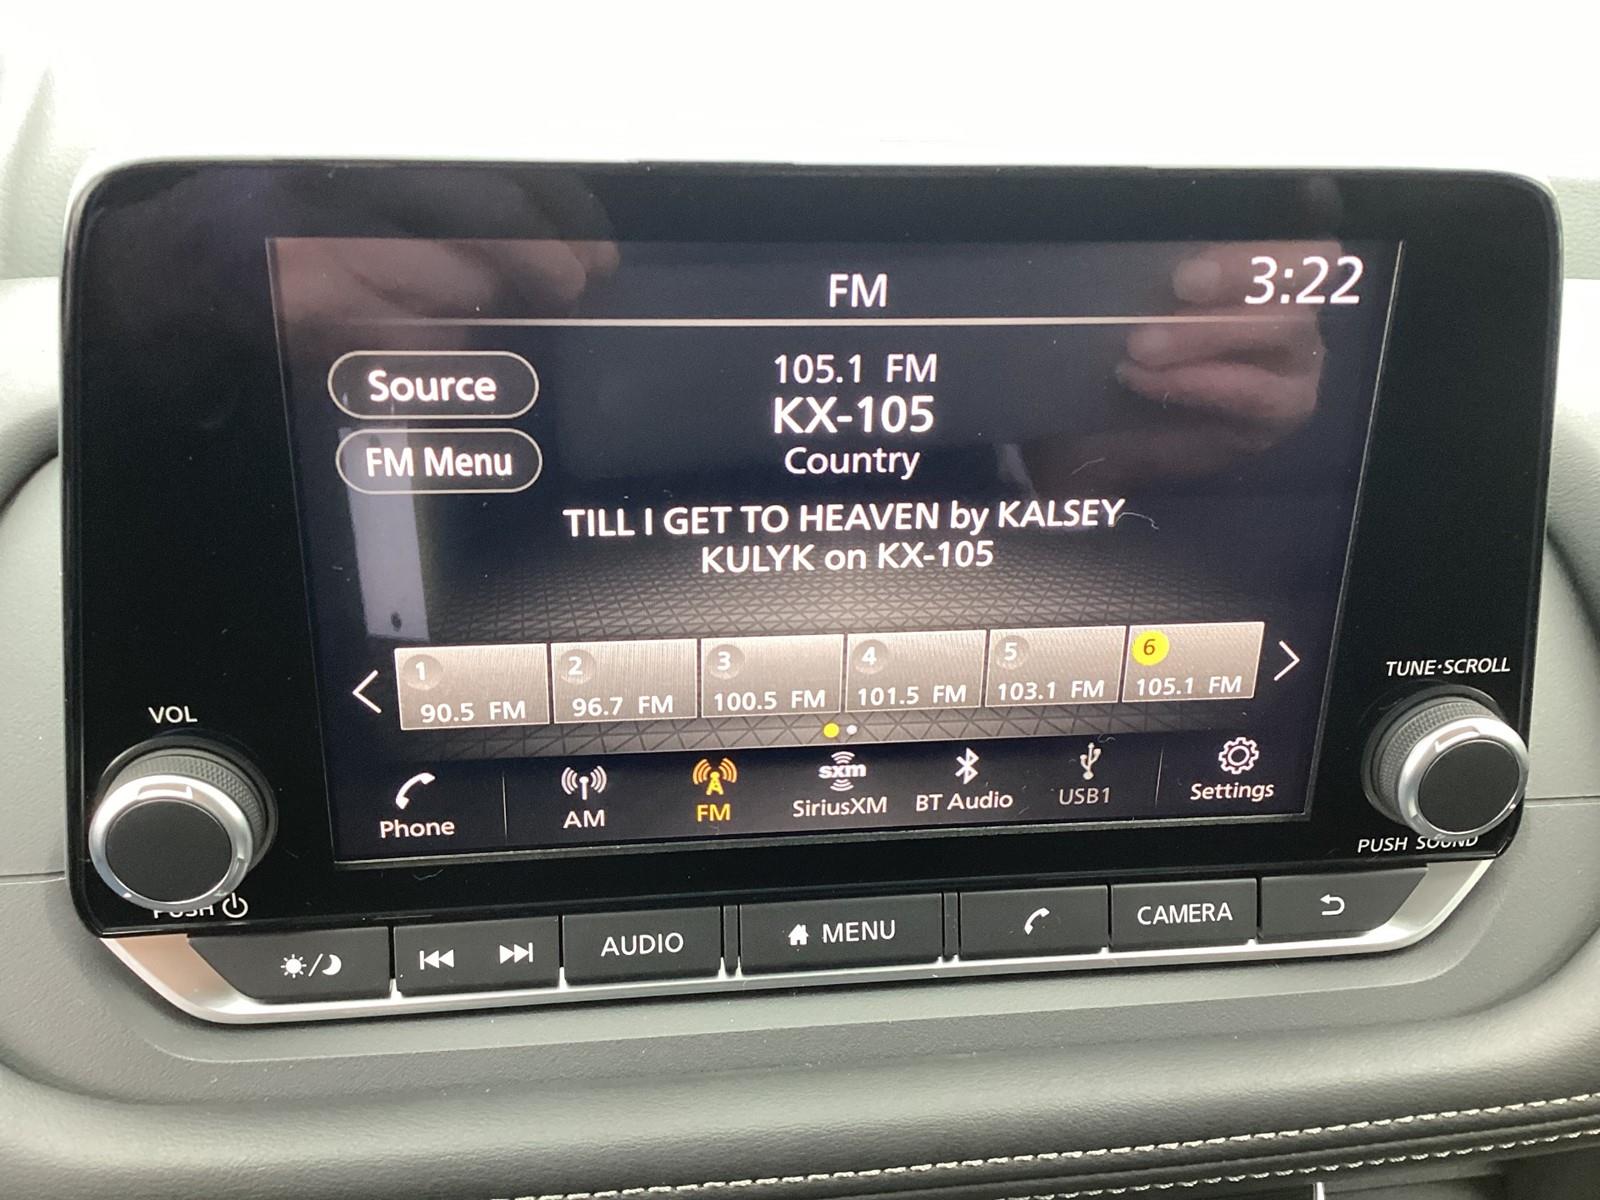 FM
3:22
Source
FM Menu
105.1 FM
KX-105
Country
TILL I GET TO HEAVEN by KALSEY
KULYK on KX-105
1
90.5 FM
2
96.7 FM
3
100.5 FM
4
101.5 FM
5
103.1 FM
6
105.1 FM
VOL
TUNE·SCROLL
Phone
AM
FM
sxm
SiriusXM
BT Audio
USB1
Settings
PUSH
PUSH SOUND
AUDIO
MENU
CAMERA